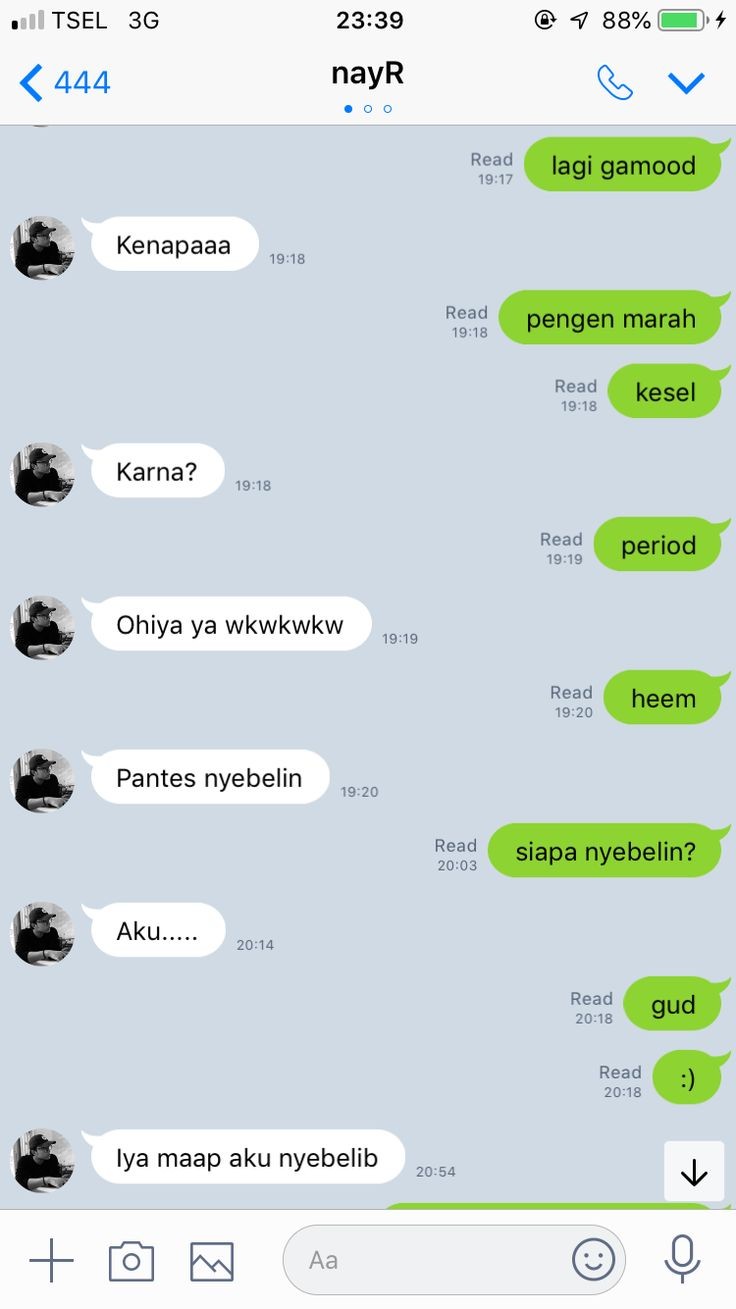 TSEL 3G 23:39 88%
444 nayR
Read
19:17
lagi gamood
Kenapaaa
19:18
Read
19:18
pengen marah
Read
19:18
kesel
Karna?
19:18
Read
19:19
period
Ohiya ya wkwkwkw
19:19
Read
19:20
heem
Pantes nyebelin
19:20
Read
20:03
siapa nyebelin?
Aku.....
20:14
Read
20:18
gud
Read
20:18
:)
Iya maap aku nyebelib
20:54
Aa